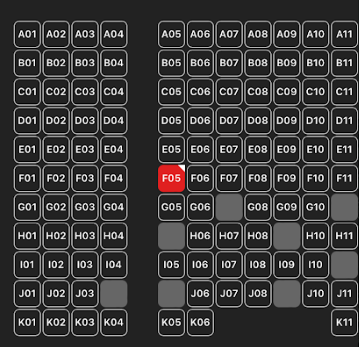 A01 A02 A03 A04 A05 A06 A07 A08 A09 A10 A11
B01 B02 B03 B04 B05 B06 B07 B08 B09 B10 B11
C01 C02 C03 C04 C05 C06 C07 C08 C09 C10 C11
D01 D02 D03 D04 D05 D06 D07 D08 D09 D10 D11
E01 E02 E03 E04 E05 E06 E07 E08 E09 E10 E11
F01 F02 F03 F04 F05 F06 F07 F08 F09 F10 F11
G01 G02 G03 G04 G05 G06 G08 G09 G10
H01 H02 H03 H04 H06 H07 H08 H10 H11
I01 I02 I03 I04 I05 I06 I07 I08 I09 I10
J01 J02 J03 J06 J07 J08 J10 J11
K01 K02 K03 K04 K05 K06 K11